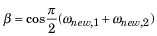 β = cos π/2 (ω_{new,1} + ω_{new,2})